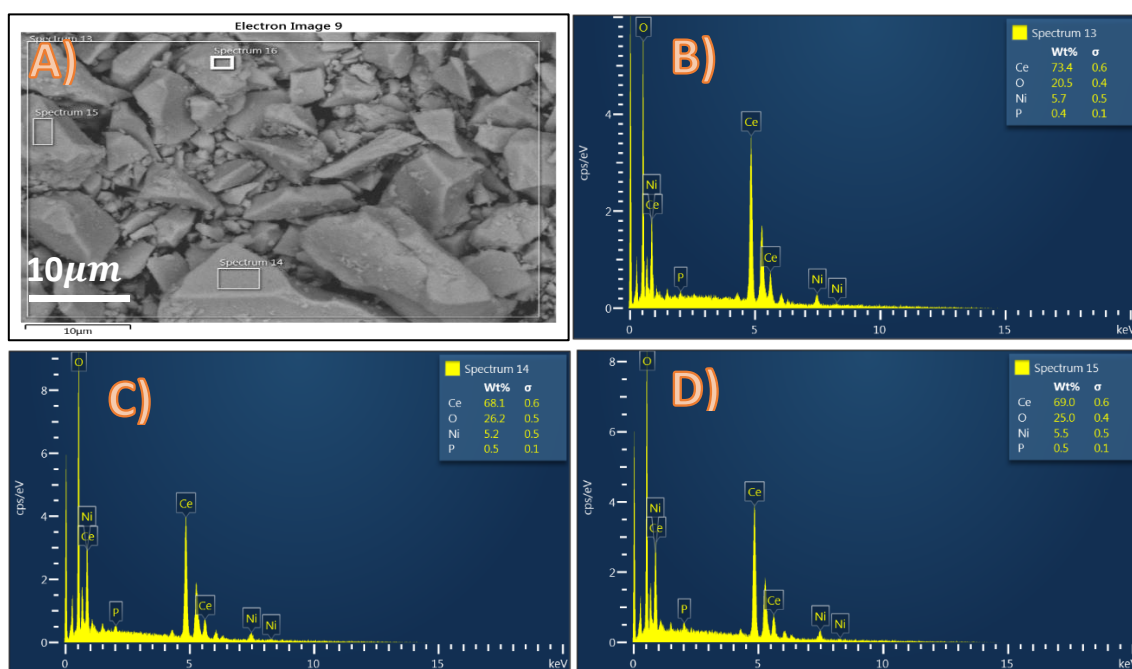 Electron Image 9
Spectrum 13
A)
Spectrum 16
Spectrum 15
Spectrum 14
10μm
10μm
B)
O
Ce
Ni
Ce
P
Ce
Ni
Ni
Spectrum 13
Wt% σ
Ce 73.4 0.6
O 20.5 0.4
Ni 5.7 0.5
P 0.4 0.1
cps/eV
4
2
0
0 5 10 15 keV
C)
O
Ni
Ce
Ce
P
Ce
Ni
Ni
Spectrum 14
Wt% σ
Ce 68.1 0.6
O 26.2 0.5
Ni 5.2 0.5
P 0.5 0.1
cps/eV
8
6
4
2
0
0 5 10 15 keV
D)
O
Ni
Ce
Ce
P
Ce
Ni
Ni
Spectrum 15
Wt% σ
Ce 69.0 0.6
O 25.0 0.4
Ni 5.5 0.5
P 0.5 0.1
cps/eV
8
6
4
2
0
0 5 10 15 keV